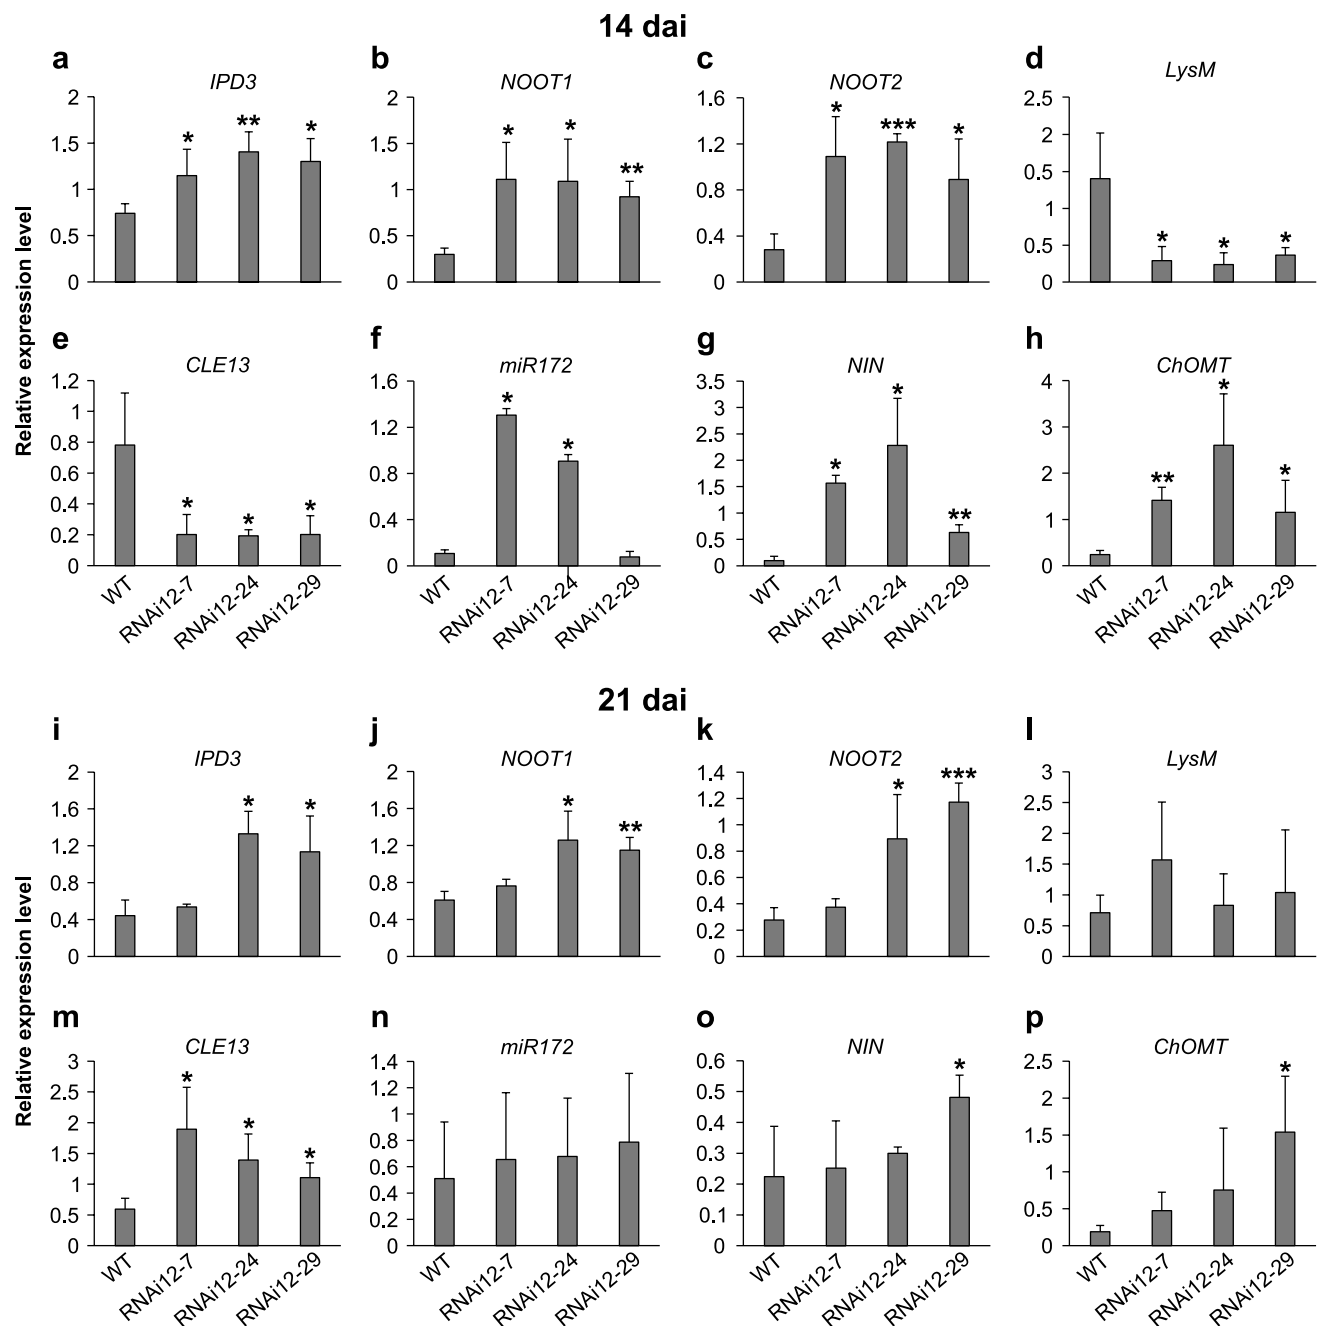 14 dai
a b c d
IPD3 NOOT1 NOOT2 LysM
Relative expression level
2 1.5 1 0.5 0
* ** *
2 1.5 1 0.5 0
* * **
1.6 1.2 0.8 0.4 0
* *** *
2.5 2 0.5 1 0.5 0
* * *
e f g h
CLE13 miR172 NIN ChOMT
1.2 1 0.8 0.6 0.4 0.2 0
* * *
1.6 1.2 0.8 0.4 0
* *
3.5 3 2.5 2 1.5 1 0.5 0
* * **
4 3 2 1 0
** * *
WT RNAi12-7 RNAi12-24 RNAi12-29
WT RNAi12-7 RNAi12-24 RNAi12-29
WT RNAi12-7 RNAi12-24 RNAi12-29
WT RNAi12-7 RNAi12-24 RNAi12-29
21 dai
i j k l
IPD3 NOOT1 NOOT2 LysM
Relative expression level
2 1.6 1.2 0.8 0.4 0
* *
2 1.6 1.2 0.8 0.4 0
* **
1.4 1.2 1 0.8 0.6 0.4 0.2 0
* ***
3 2.5 2 1.5 1 0.5 0
m n o p
CLE13 miR172 NIN ChOMT
3 2.5 2 1.5 1 0.5 0
* * *
1.4 1.2 1 0.8 0.6 0.4 0.2 0
0.6 0.5 0.4 0.3 0.2 0.1 0
*
2.5 2 1.5 1 0.5 0
*
WT RNAi12-7 RNAi12-24 RNAi12-29
WT RNAi12-7 RNAi12-24 RNAi12-29
WT RNAi12-7 RNAi12-24 RNAi12-29
WT RNAi12-7 RNAi12-24 RNAi12-29